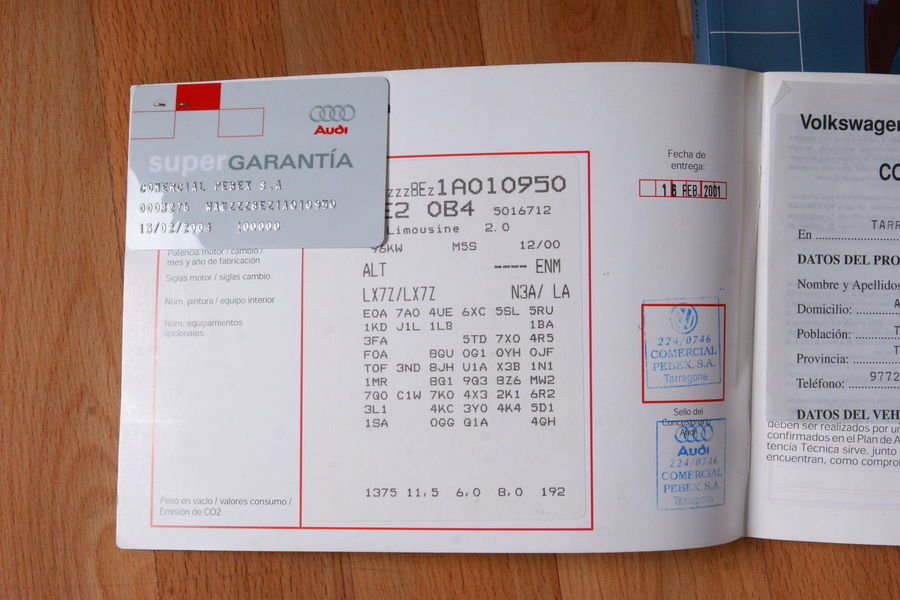 Audi
superGARANTÍA
COMERCIAL PEBEX S.A
0003276 WAUZZZ8EZ1A010950
13/02/2004 100000
Potencia motor / cambio /
mes y año de fabricación
Siglas motor / siglas cambio
Núm. pintura / equipo interior
Núm. equipamientos
opcionales
Peso en vacío / valores consumo /
Emisión de CO2
zzz8Ez1A010950
E2 0B4 5016712
Limousine 2.0
96KW M5S 12/00
ALT ---- ENM
LX7Z/LX7Z N3A/ LA
E0A 7A0 4UE 6XC 5SL 5RU
1KD J1L 1LB 1BA
3FA 5TD 7X0 4R5
F0A 8GU 0G1 0YH 0JF
T0F 3ND 8JH U1A X3B 1N1
1MR 8Q1 9Q3 8Z6 MW2
7Q0 C1W 7K0 4X3 2K1 6R2
3L1 4KC 3Y0 4K4 5D1
1SA 0GG Q1A 4GH
1375 11,5 6,0 8,0 192
Fecha de
entrega:
16 FEB. 2001
224/0746
COMERCIAL
PEBEX, S.A.
Tarragona
Sello del
Concesionario
Audi
Audi
224/0746
COMERCIAL
PEBEX, S.A.
Tarragona
Volkswagen
CO
TARR
En
DATOS DEL PRO
Nombre y Apellidos
A
Domicilio:
T
Población:
T
Provincia:
9772
Teléfono:
DATOS DEL VEH
deben ser realizados por un
confirmados en el Plan de A
tencia Técnica sirve, junto
encuentran, como comprob